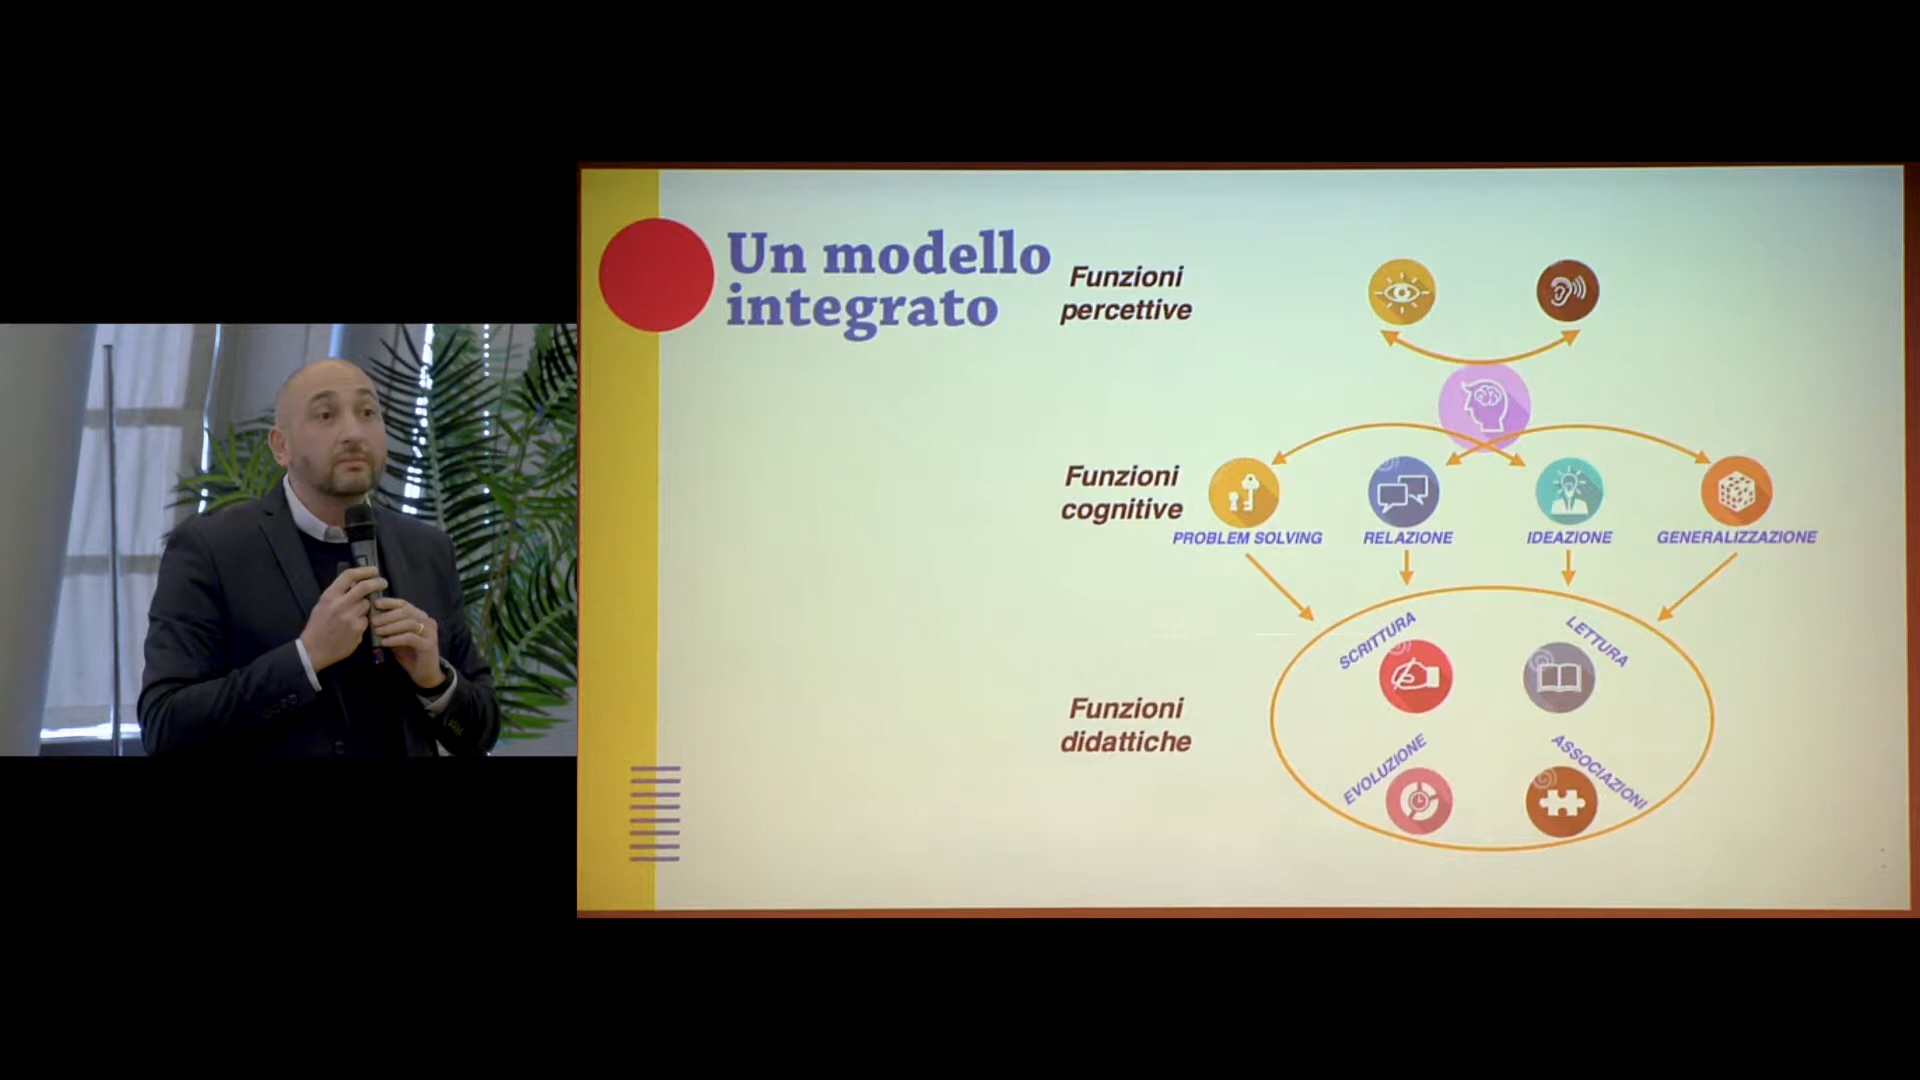 Un modello
integrato
Funzioni
percettive
Funzioni
cognitive
PROBLEM SOLVING
RELAZIONE
IDEAZIONE
GENERALIZZAZIONE
SCRITTURA
LETTURA
Funzioni
didattiche
EVOLUZIONE
ASSOCIAZIONI